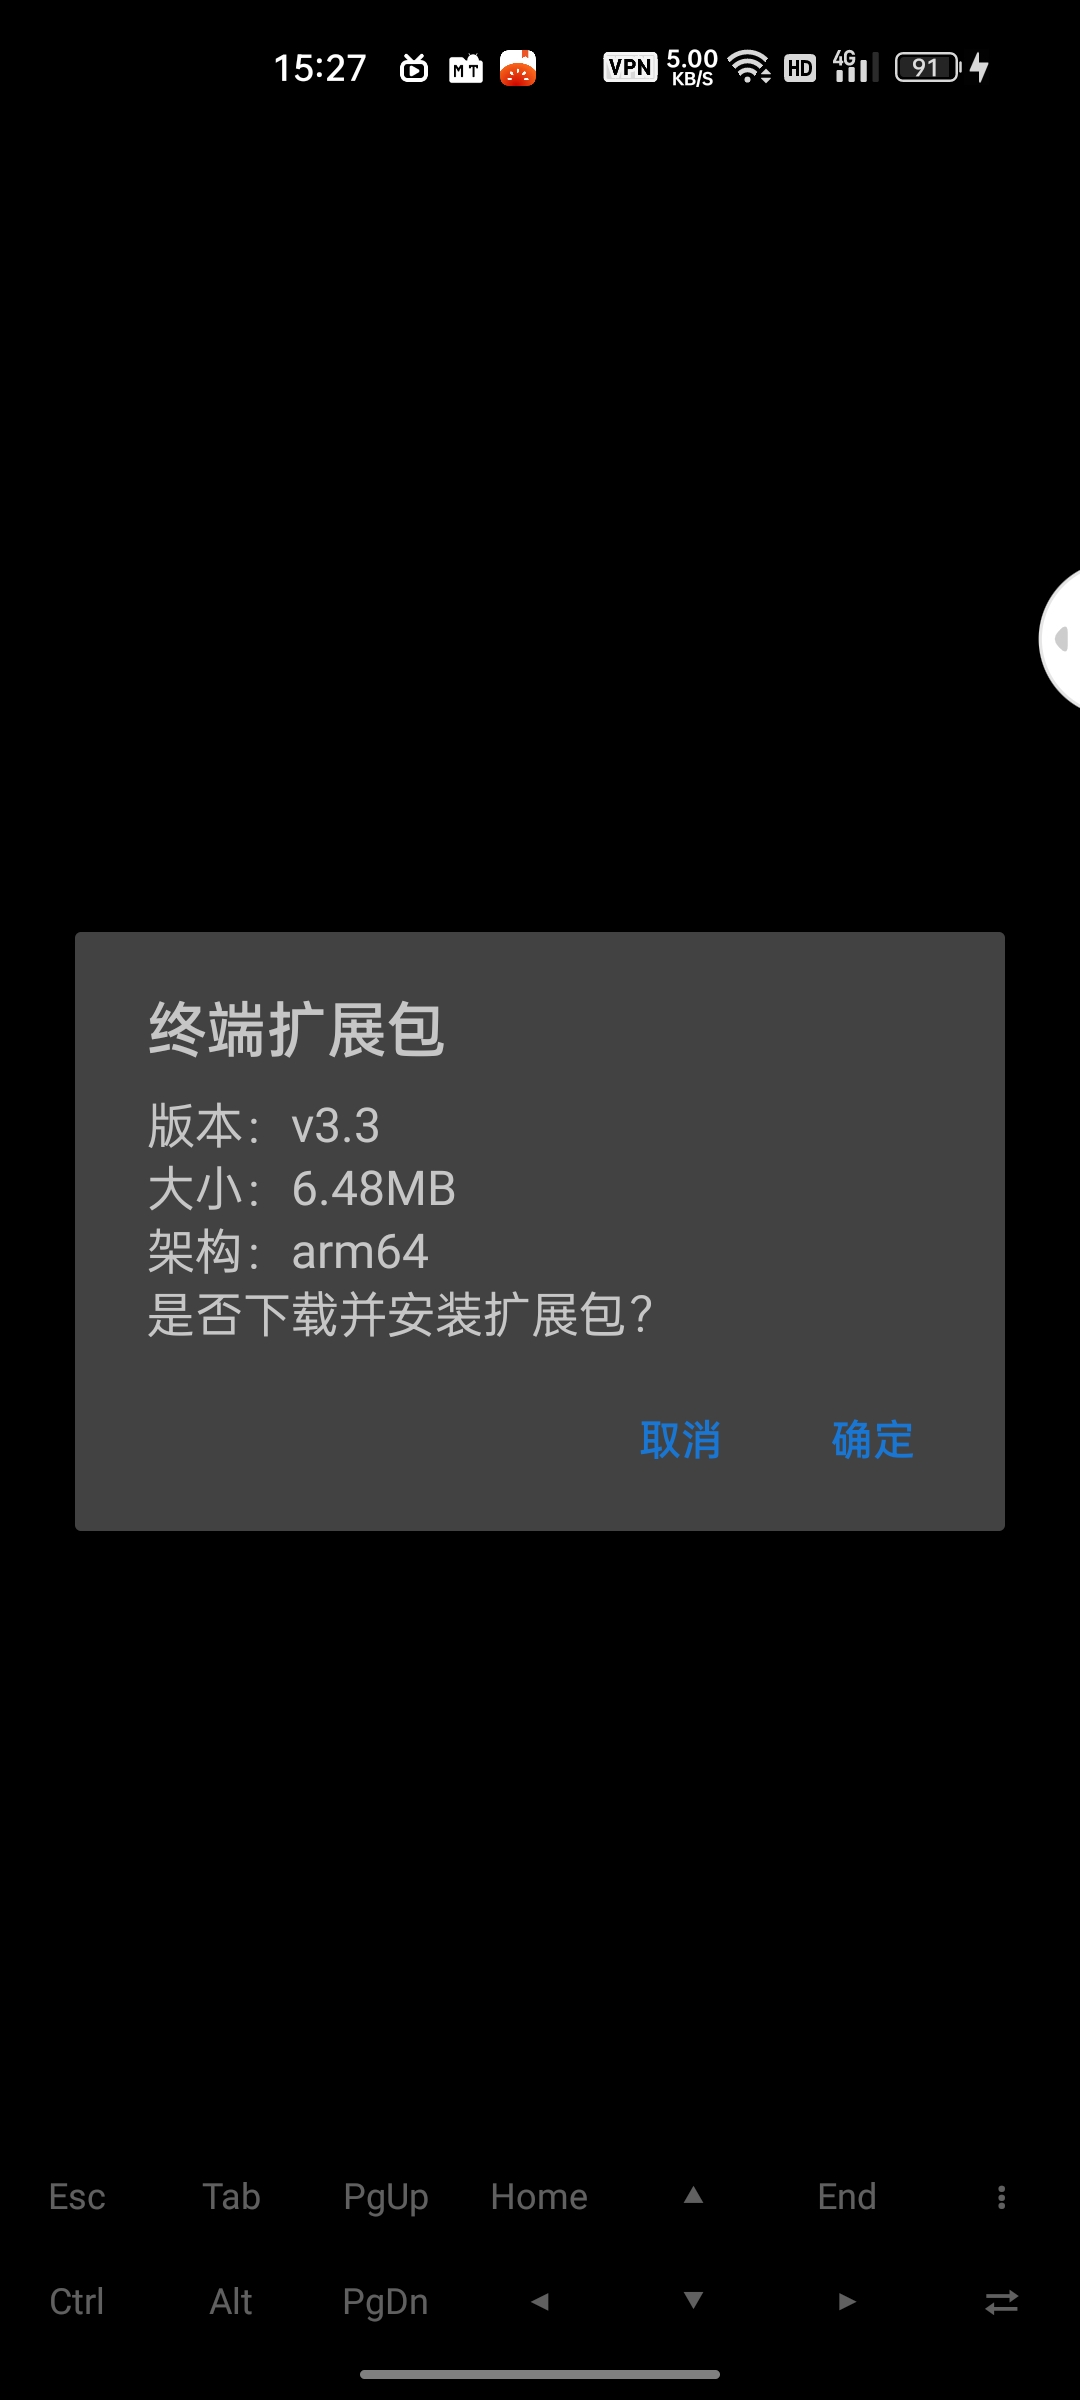 15:27 MT VPN 5.00 KB/S HD 4G 91
终端扩展包
版本：v3.3
大小：6.48MB
架构：arm64
是否下载并安装扩展包？
取消 确定
Esc Tab PgUp Home ▲ End ⋮
Ctrl Alt PgDn ◀ ▼ ▶ ⇄